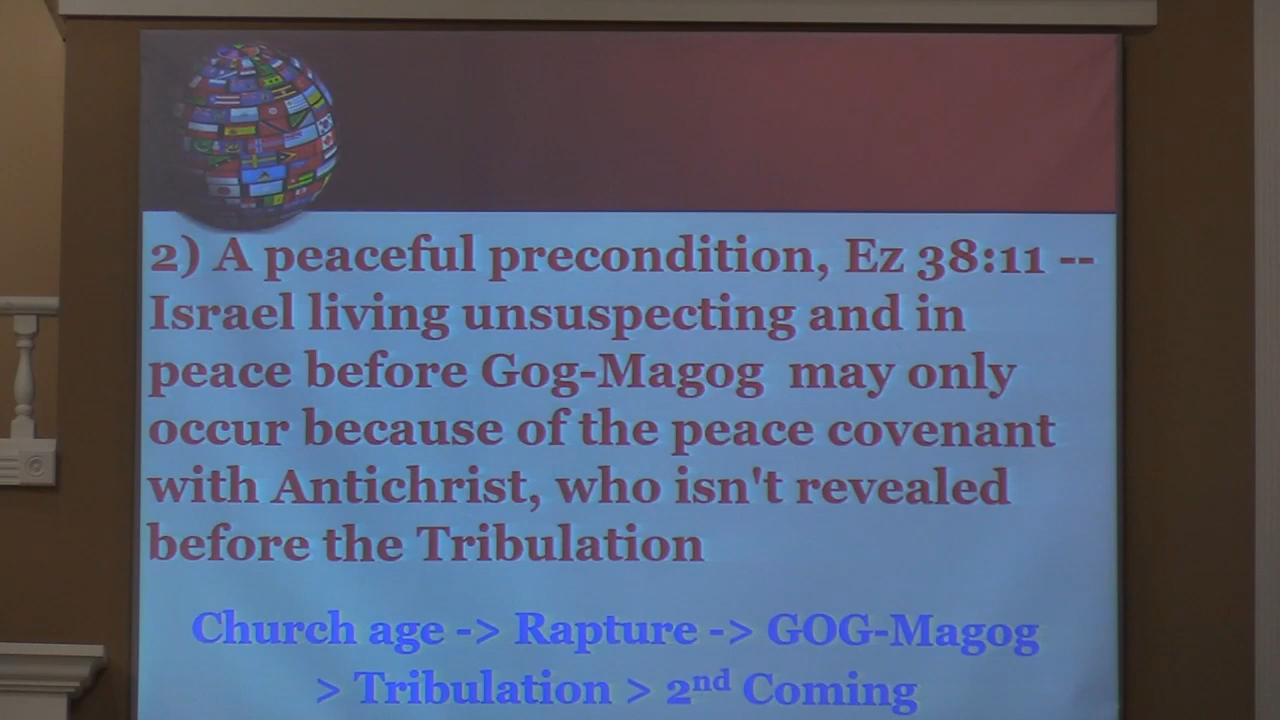 2) A peaceful precondition, Ez 38:11 --
Israel living unsuspecting and in
peace before Gog-Magog may only
occur because of the peace covenant
with Antichrist, who isn't revealed
before the Tribulation
Church age -> Rapture -> GOG-Magog
> Tribulation > 2nd Coming